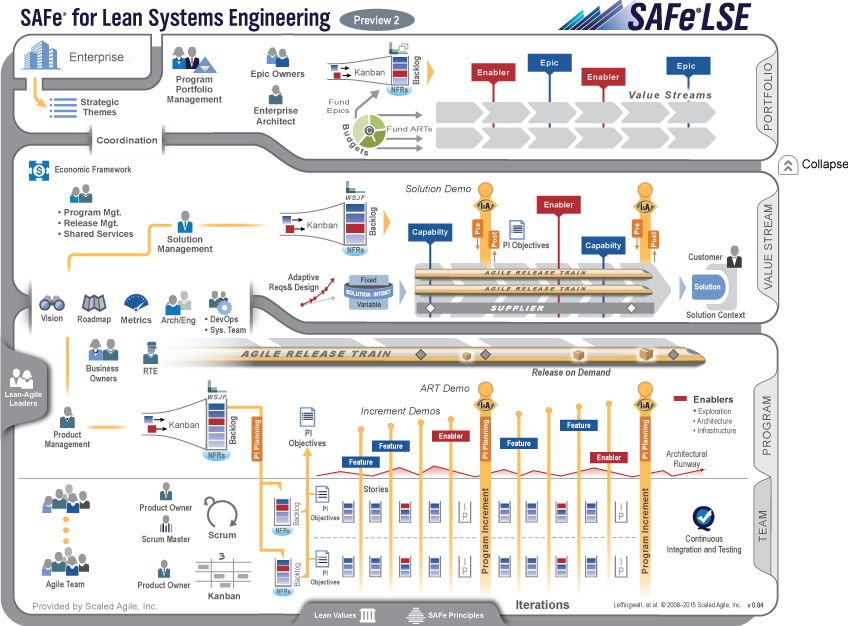 SAFe® for Lean Systems Engineering
Preview 2
SAFe® LSE
Enterprise
Strategic
Themes
Program
Portfolio
Management
Epic Owners
Enterprise
Architect
Kanban
Backlog
NFRs
Fund
Epics
Budgets
C
Fund ARTs
Enabler
Epic
Enabler
Epic
Value Streams
PORTFOLIO
Coordination
Collapse
Economic Framework
$
• Program Mgt.
• Release Mgt.
• Shared Services
Solution
Management
Kanban
WSJF
Backlog
NFRs
Solution Demo
I&A
Pre
Post
PI Objectives
Capabilty
Enabler
Capabilty
I&A
Pre
Post
Customer
Solution
Solution Context
VALUE STREAM
Adaptive
Reqs& Design
Fixed
SOLUTION INTENT
Variable
AGILE RELEASE TRAIN
AGILE RELEASE TRAIN
SUPPLIER
Vision
Roadmap
Metrics
Arch/Eng
• DevOps
• Sys. Team
Business
Owners
RTE
AGILE RELEASE TRAIN
Release on Demand
Lean-Agile
Leaders
Product
Management
Kanban
WSJF
Backlog
NFRs
PI Planning
PI
Objectives
ART Demo
Increment Demos
Feature
Feature
Enabler
I&A
PI Planning
Feature
Feature
Enabler
I&A
PI Planning
Enablers
• Exploration
• Architecture
• Infrastructure
Architectural
Runway
PROGRAM
Agile Team
Product Owner
Scrum Master
Scrum
Product Owner
3
Kanban
Backlog
NFRs
PI
Objectives
Stories
I
P
I
P
Backlog
NFRs
PI
Objectives
I
P
I
P
Program Increment
Program Increment
Continuous
Integration and Testing
TEAM
Provided by Scaled Agile, Inc.
Iterations
Leffingwell, et al. © 2008–2015 Scaled Agile, Inc.
v 0.84
Lean Values
SAFe Principles